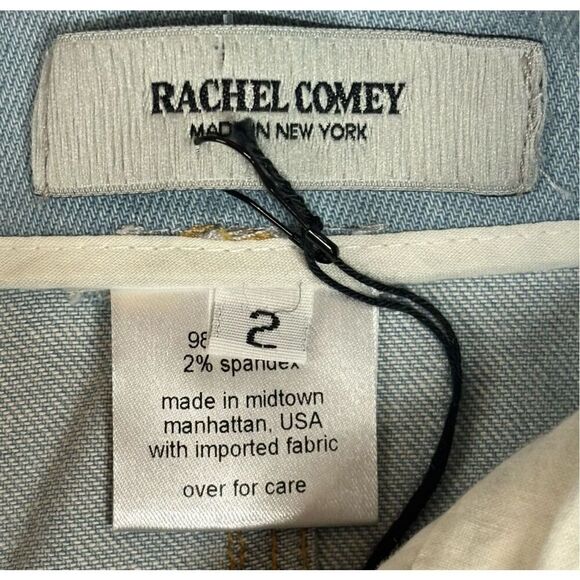 RACHEL COMEY
MADE IN NEW YORK
2
98
2% spandex
made in midtown
manhattan, USA
with imported fabric
over for care